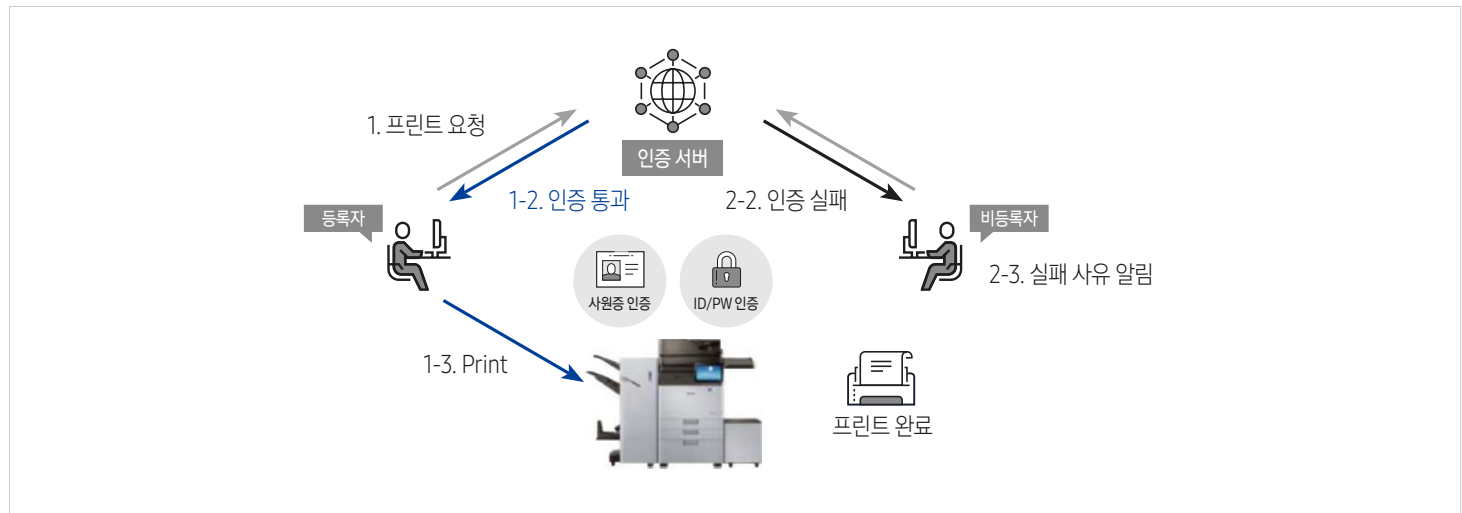 1. 프린트 요청
인증 서버
1-2. 인증 통과
2-2. 인증 실패
등록자
비등록자
2-3. 실패 사유 알림
사원증 인증
ID/PW 인증
1-3. Print
프린트 완료